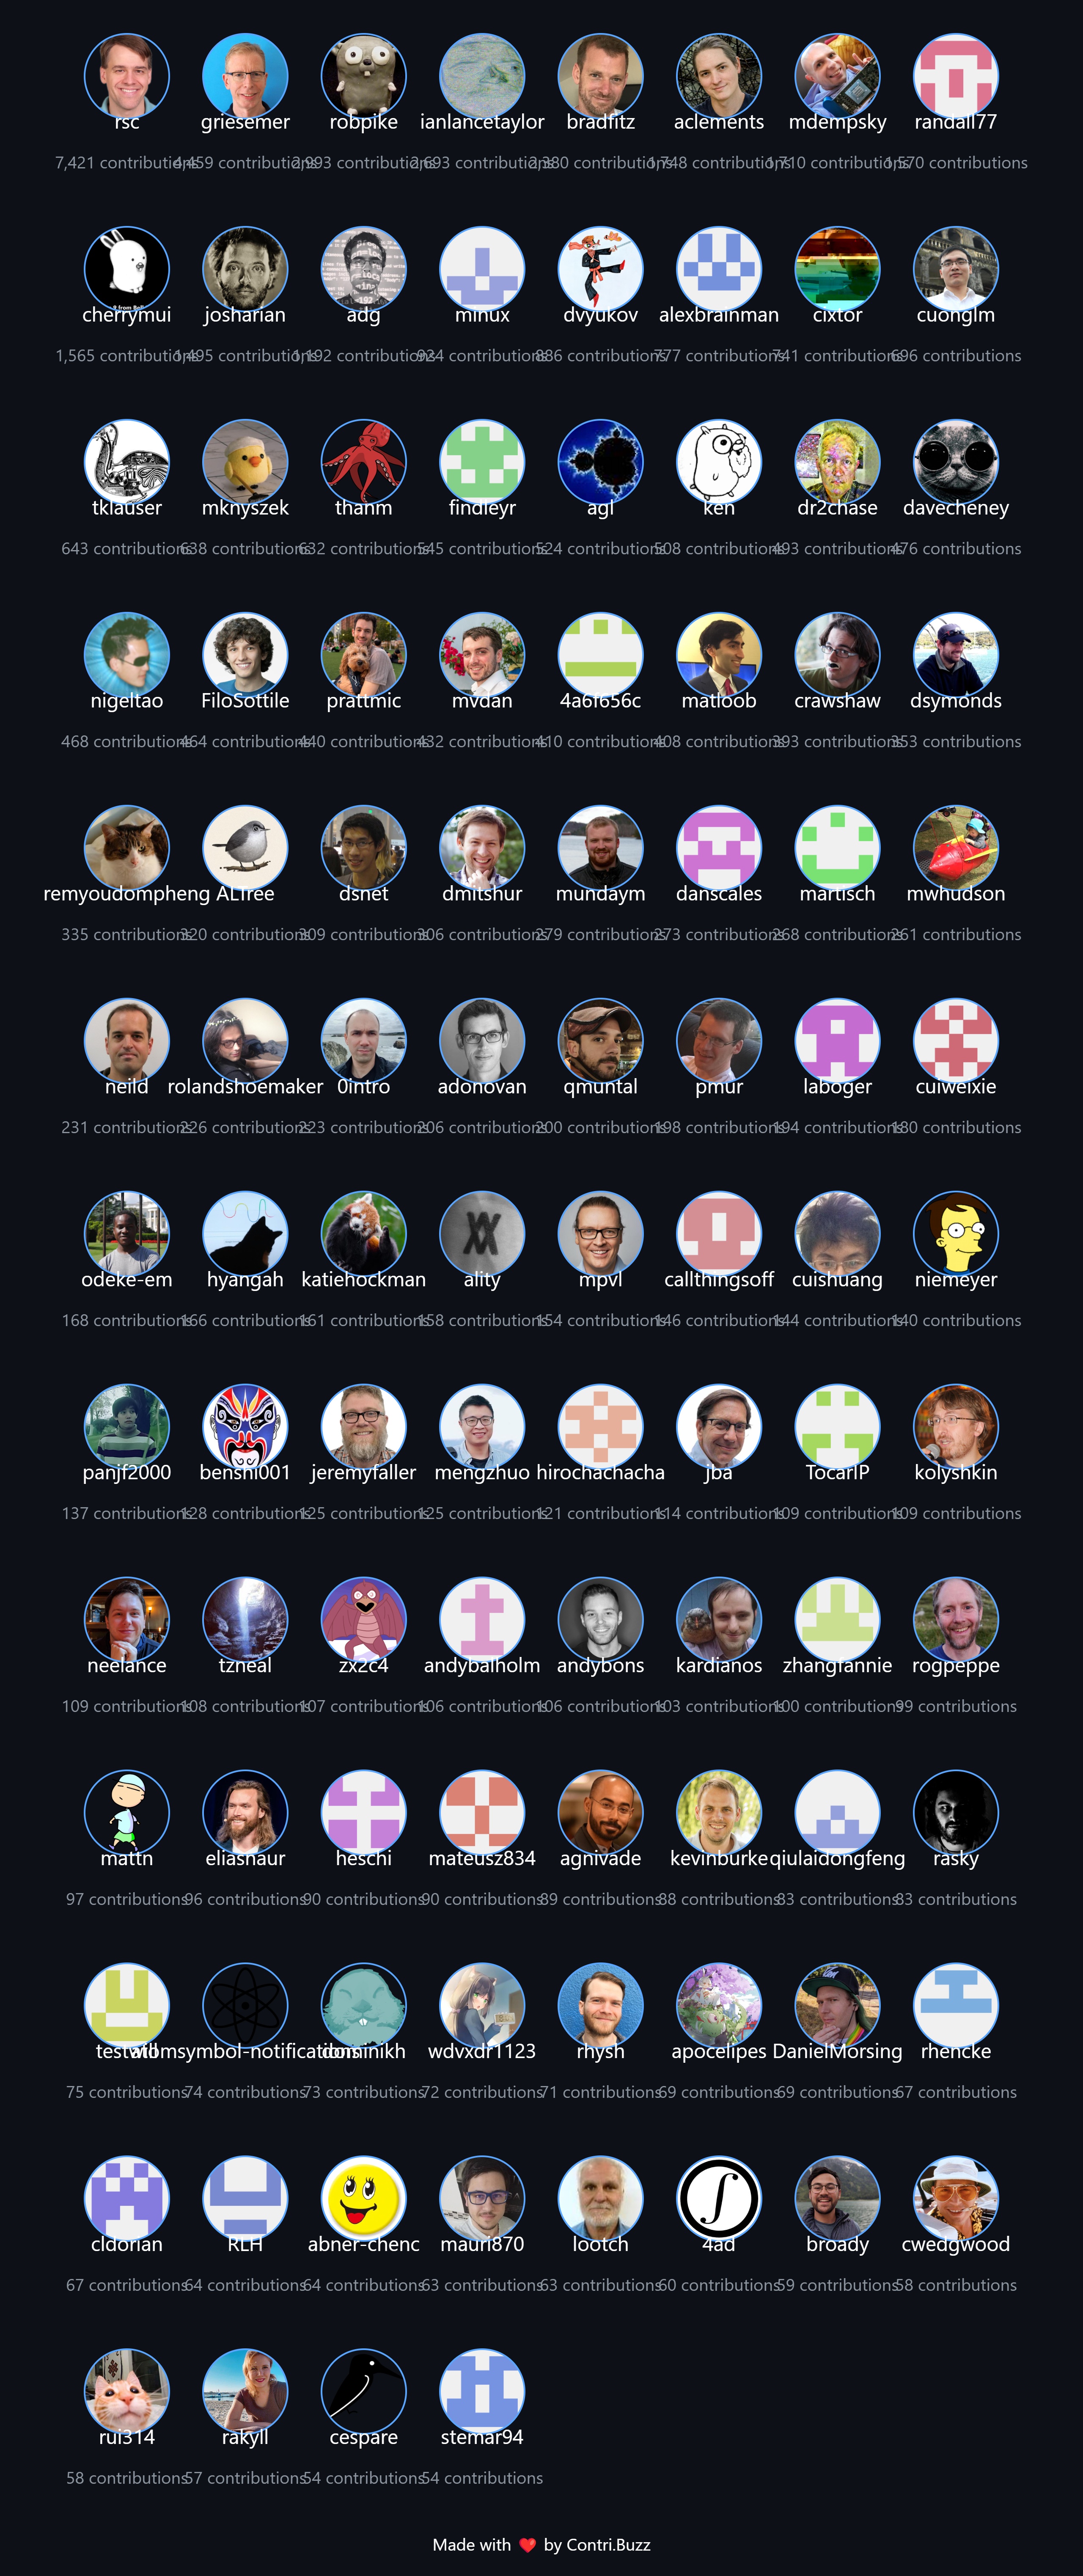 rsc griesemer robpike ianlancetaylor bradfitz aclements mdempsky randall77
7,421 contributions 4,459 contributions 2,993 contributions 2,693 contributions 2,380 contributions 1,748 contributions 1,710 contributions 1,570 contributions
cherrymui josharian adg minux dvyukov alexbrainman cixtor cuonglm
1,565 contributions 1,495 contributions 1,192 contributions 924 contributions 886 contributions 777 contributions 741 contributions 696 contributions
tklauser mknyszek thanm findleyr agl ken dr2chase davecheney
643 contributions 638 contributions 632 contributions 545 contributions 524 contributions 508 contributions 493 contributions 476 contributions
nigeltao FiloSottile prattmic mvdan 4a6f656c matloob crawshaw dsymonds
468 contributions 464 contributions 440 contributions 432 contributions 410 contributions 408 contributions 393 contributions 353 contributions
remyoudompheng ALTree dsnet dmitshur mundaym danscales martisch mwhudson
335 contributions 320 contributions 309 contributions 306 contributions 279 contributions 273 contributions 268 contributions 261 contributions
neild rolandshoemaker 0intro adonovan qmuntal pmur laboger cuiweixie
231 contributions 226 contributions 223 contributions 206 contributions 200 contributions 198 contributions 194 contributions 180 contributions
odeke-em hyangah katiehockman ality mpvl callthingsoff cuishuang niemeyer
168 contributions 166 contributions 161 contributions 158 contributions 154 contributions 146 contributions 144 contributions 140 contributions
panjf2000 benshi001 jeremyfaller mengzhuo hirochachacha jba TocarIP kolyshkin
137 contributions 128 contributions 125 contributions 125 contributions 121 contributions 114 contributions 109 contributions 109 contributions
neelance tzneal zx2c4 andybalholm andybons kardianos zhangfannie rogpeppe
109 contributions 108 contributions 107 contributions 106 contributions 106 contributions 103 contributions 100 contributions 99 contributions
mattn eliasnaur heschi mateusz834 agnivade kevinburke qiulaidongfeng rasky
97 contributions 96 contributions 90 contributions 90 contributions 89 contributions 88 contributions 83 contributions 83 contributions
wdvxdr1123 rhysh apocelipes DanielMorsing rhencke
75 contributions 74 contributions 73 contributions 72 contributions 71 contributions 69 contributions 69 contributions 67 contributions
cldorian RLH abner-chenc mauri870 lootch 4ad broady cwedgwood
67 contributions 64 contributions 64 contributions 63 contributions 63 contributions 60 contributions 59 contributions 58 contributions
rui314 rakyll cespare stemar94
58 contributions 57 contributions 54 contributions 54 contributions
Made with ❤️ by Contri.Buzz